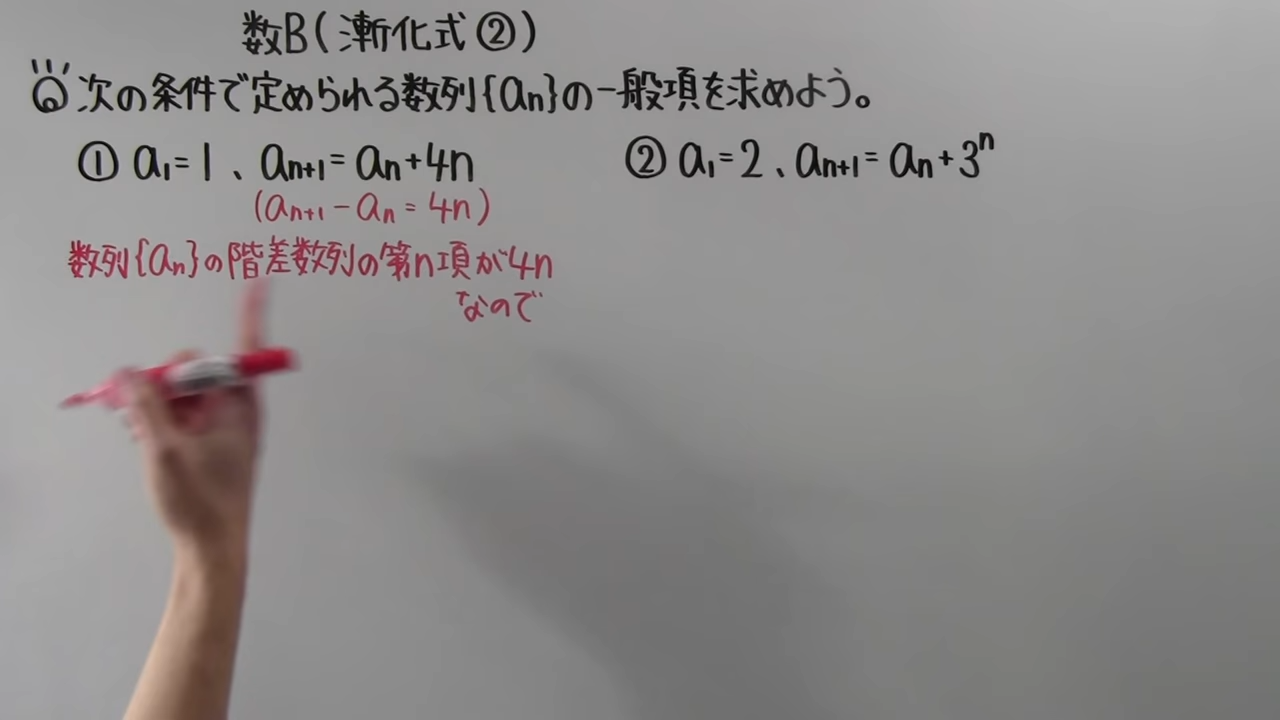 数B(漸化式②)
Q次の条件で定められる数列{an}の一般項を求めよう。
① a₁=1、an+1=an+4n
② a₁=2、an+1=an+3ⁿ
(an+1-an=4n)
数列{an}の階差数列の第n項が4n
なので